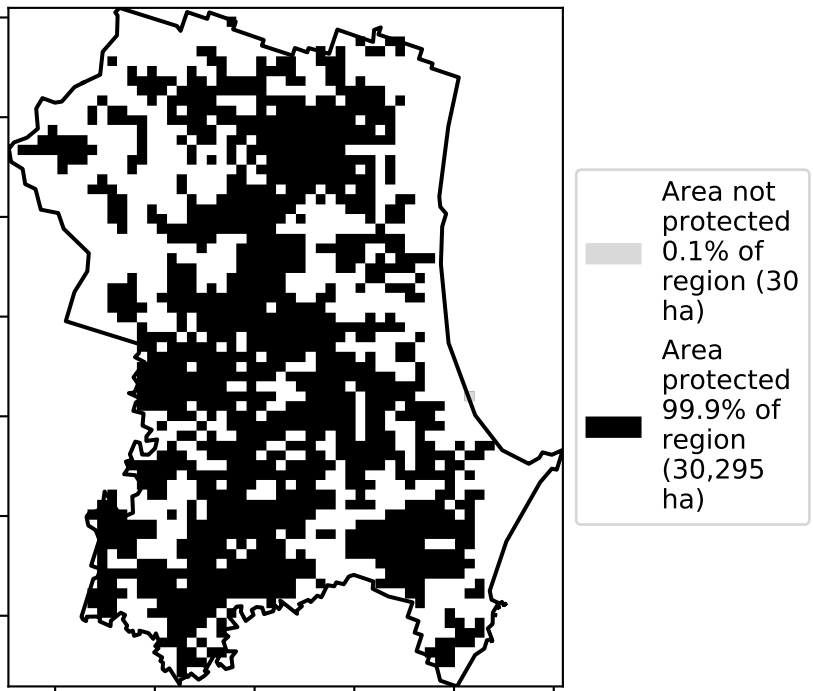 Area not
protected
0.1% of
region (30
ha)
Area
protected
99.9% of
region
(30,295
ha)